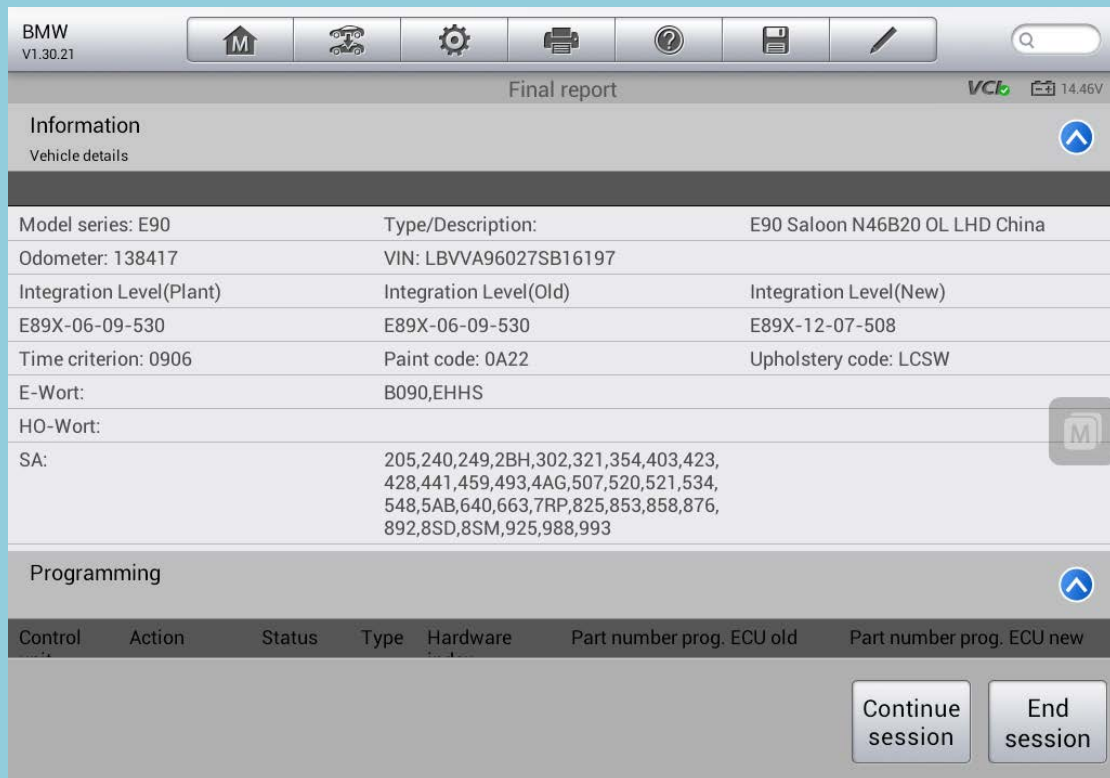 BMW
V1.30.21
M
Final report
VCI
14.46V
Information
Vehicle details
Model series: E90 Type/Description: E90 Saloon N46B20 OL LHD China
Odometer: 138417 VIN: LBVVA96027SB16197
Integration Level(Plant) Integration Level(Old) Integration Level(New)
E89X-06-09-530 E89X-06-09-530 E89X-12-07-508
Time criterion: 0906 Paint code: 0A22 Upholstery code: LCSW
E-Wort: B090,EHHS
HO-Wort:
M
SA: 205,240,249,2BH,302,321,354,403,423,
428,441,459,493,4AG,507,520,521,534,
548,5AB,640,663,7RP,825,853,858,876,
892,8SD,8SM,925,988,993
Programming
Control Action Status Type Hardware Part number prog. ECU old Part number prog. ECU new
Continue
session
End
session